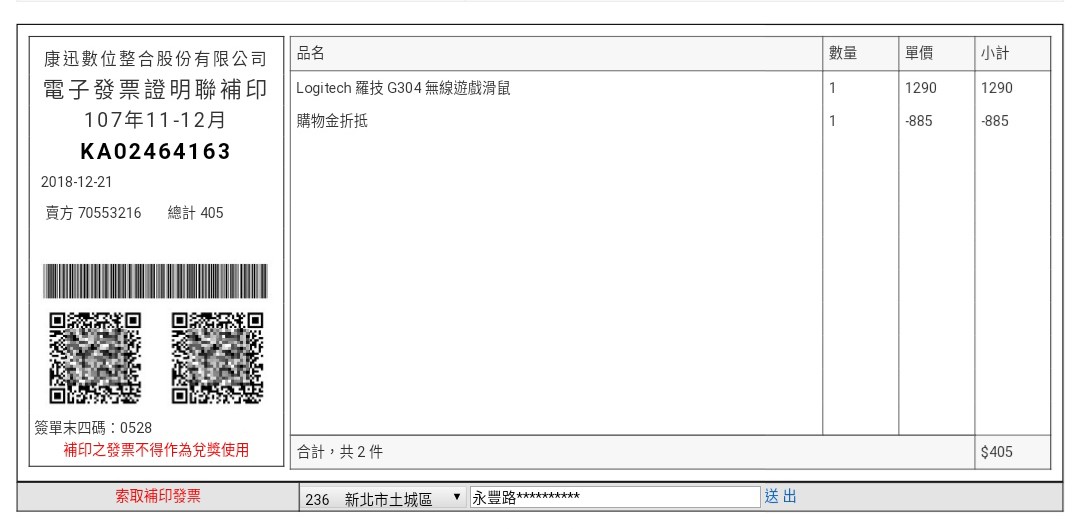 康迅數位整合股份有限公司
電子發票證明聯補印
107年11-12月
KA02464163
2018-12-21
賣方 70553216 總計 405
簽單末四碼：0528
補印之發票不得作為兌獎使用
品名 數量 單價 小計
Logitech 羅技 G304 無線遊戲滑鼠 1 1290 1290
購物金折抵 1 -885 -885
合計，共 2 件 $405
索取補印發票 236 新北市土城區 永豐路********** 送出